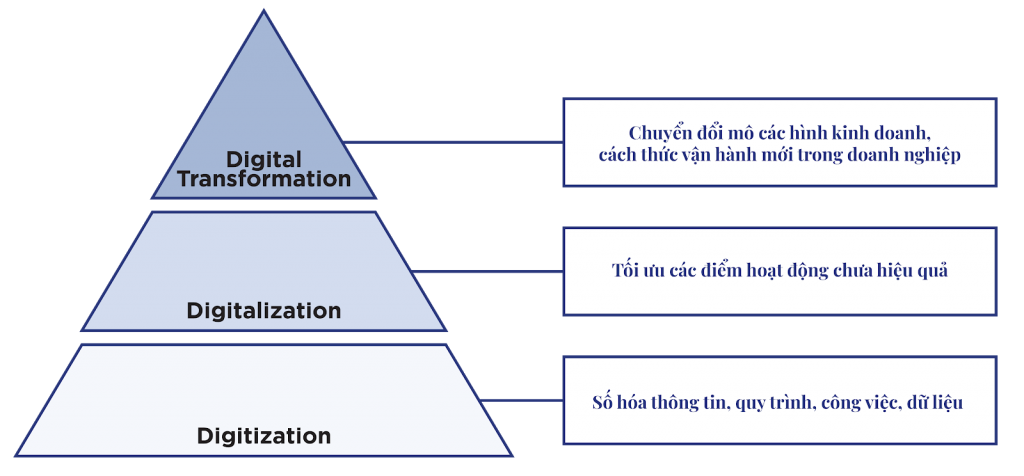 Digital
Transformation
Chuyển đổi mô các hình kinh doanh,
cách thức vận hành mới trong doanh nghiệp
Digitalization
Tối ưu các điểm hoạt động chưa hiệu quả
Digitization
Số hóa thông tin, quy trình, công việc, dữ liệu